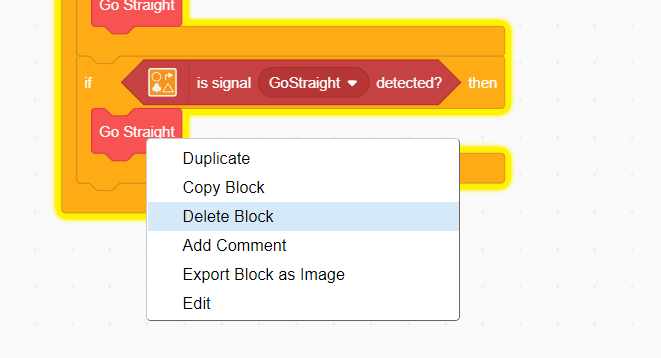 Go Straight
if is signal GoStraight detected? then
Go Straight
Duplicate
Copy Block
Delete Block
Add Comment
Export Block as Image
Edit